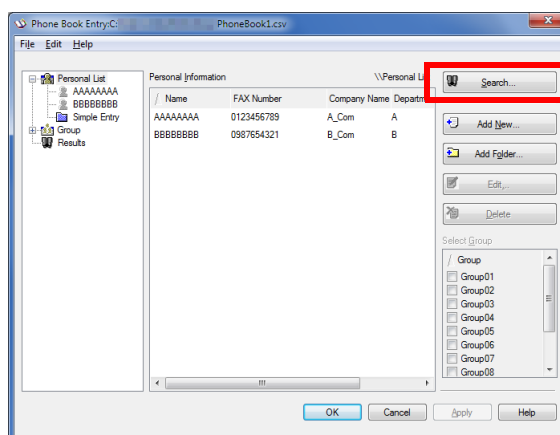 Phone Book Entry:C: PhoneBook1.csv
File Edit Help
Personal List
AAAAAAAA
BBBBBBBB
Simple Entry
Group
Results
Personal Information \\Personal Li
/ Name FAX Number Company Name Departm
AAAAAAAA 0123456789 A_Com A
BBBBBBBB 0987654321 B_Com B
Search...
Add New...
Add Folder...
Edit...
Delete
Select Group
/ Group
Group01
Group02
Group03
Group04
Group05
Group06
Group07
Group08
OK Cancel Apply Help